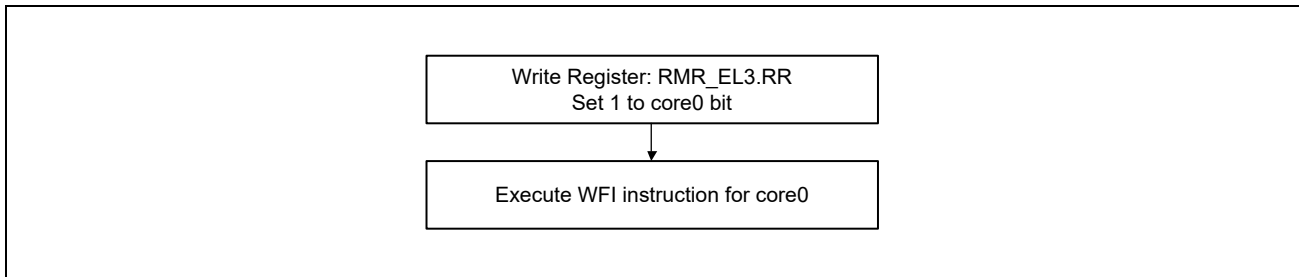 Write Register: RMR_EL3.RR
Set 1 to core0 bit
Execute WFI instruction for core0